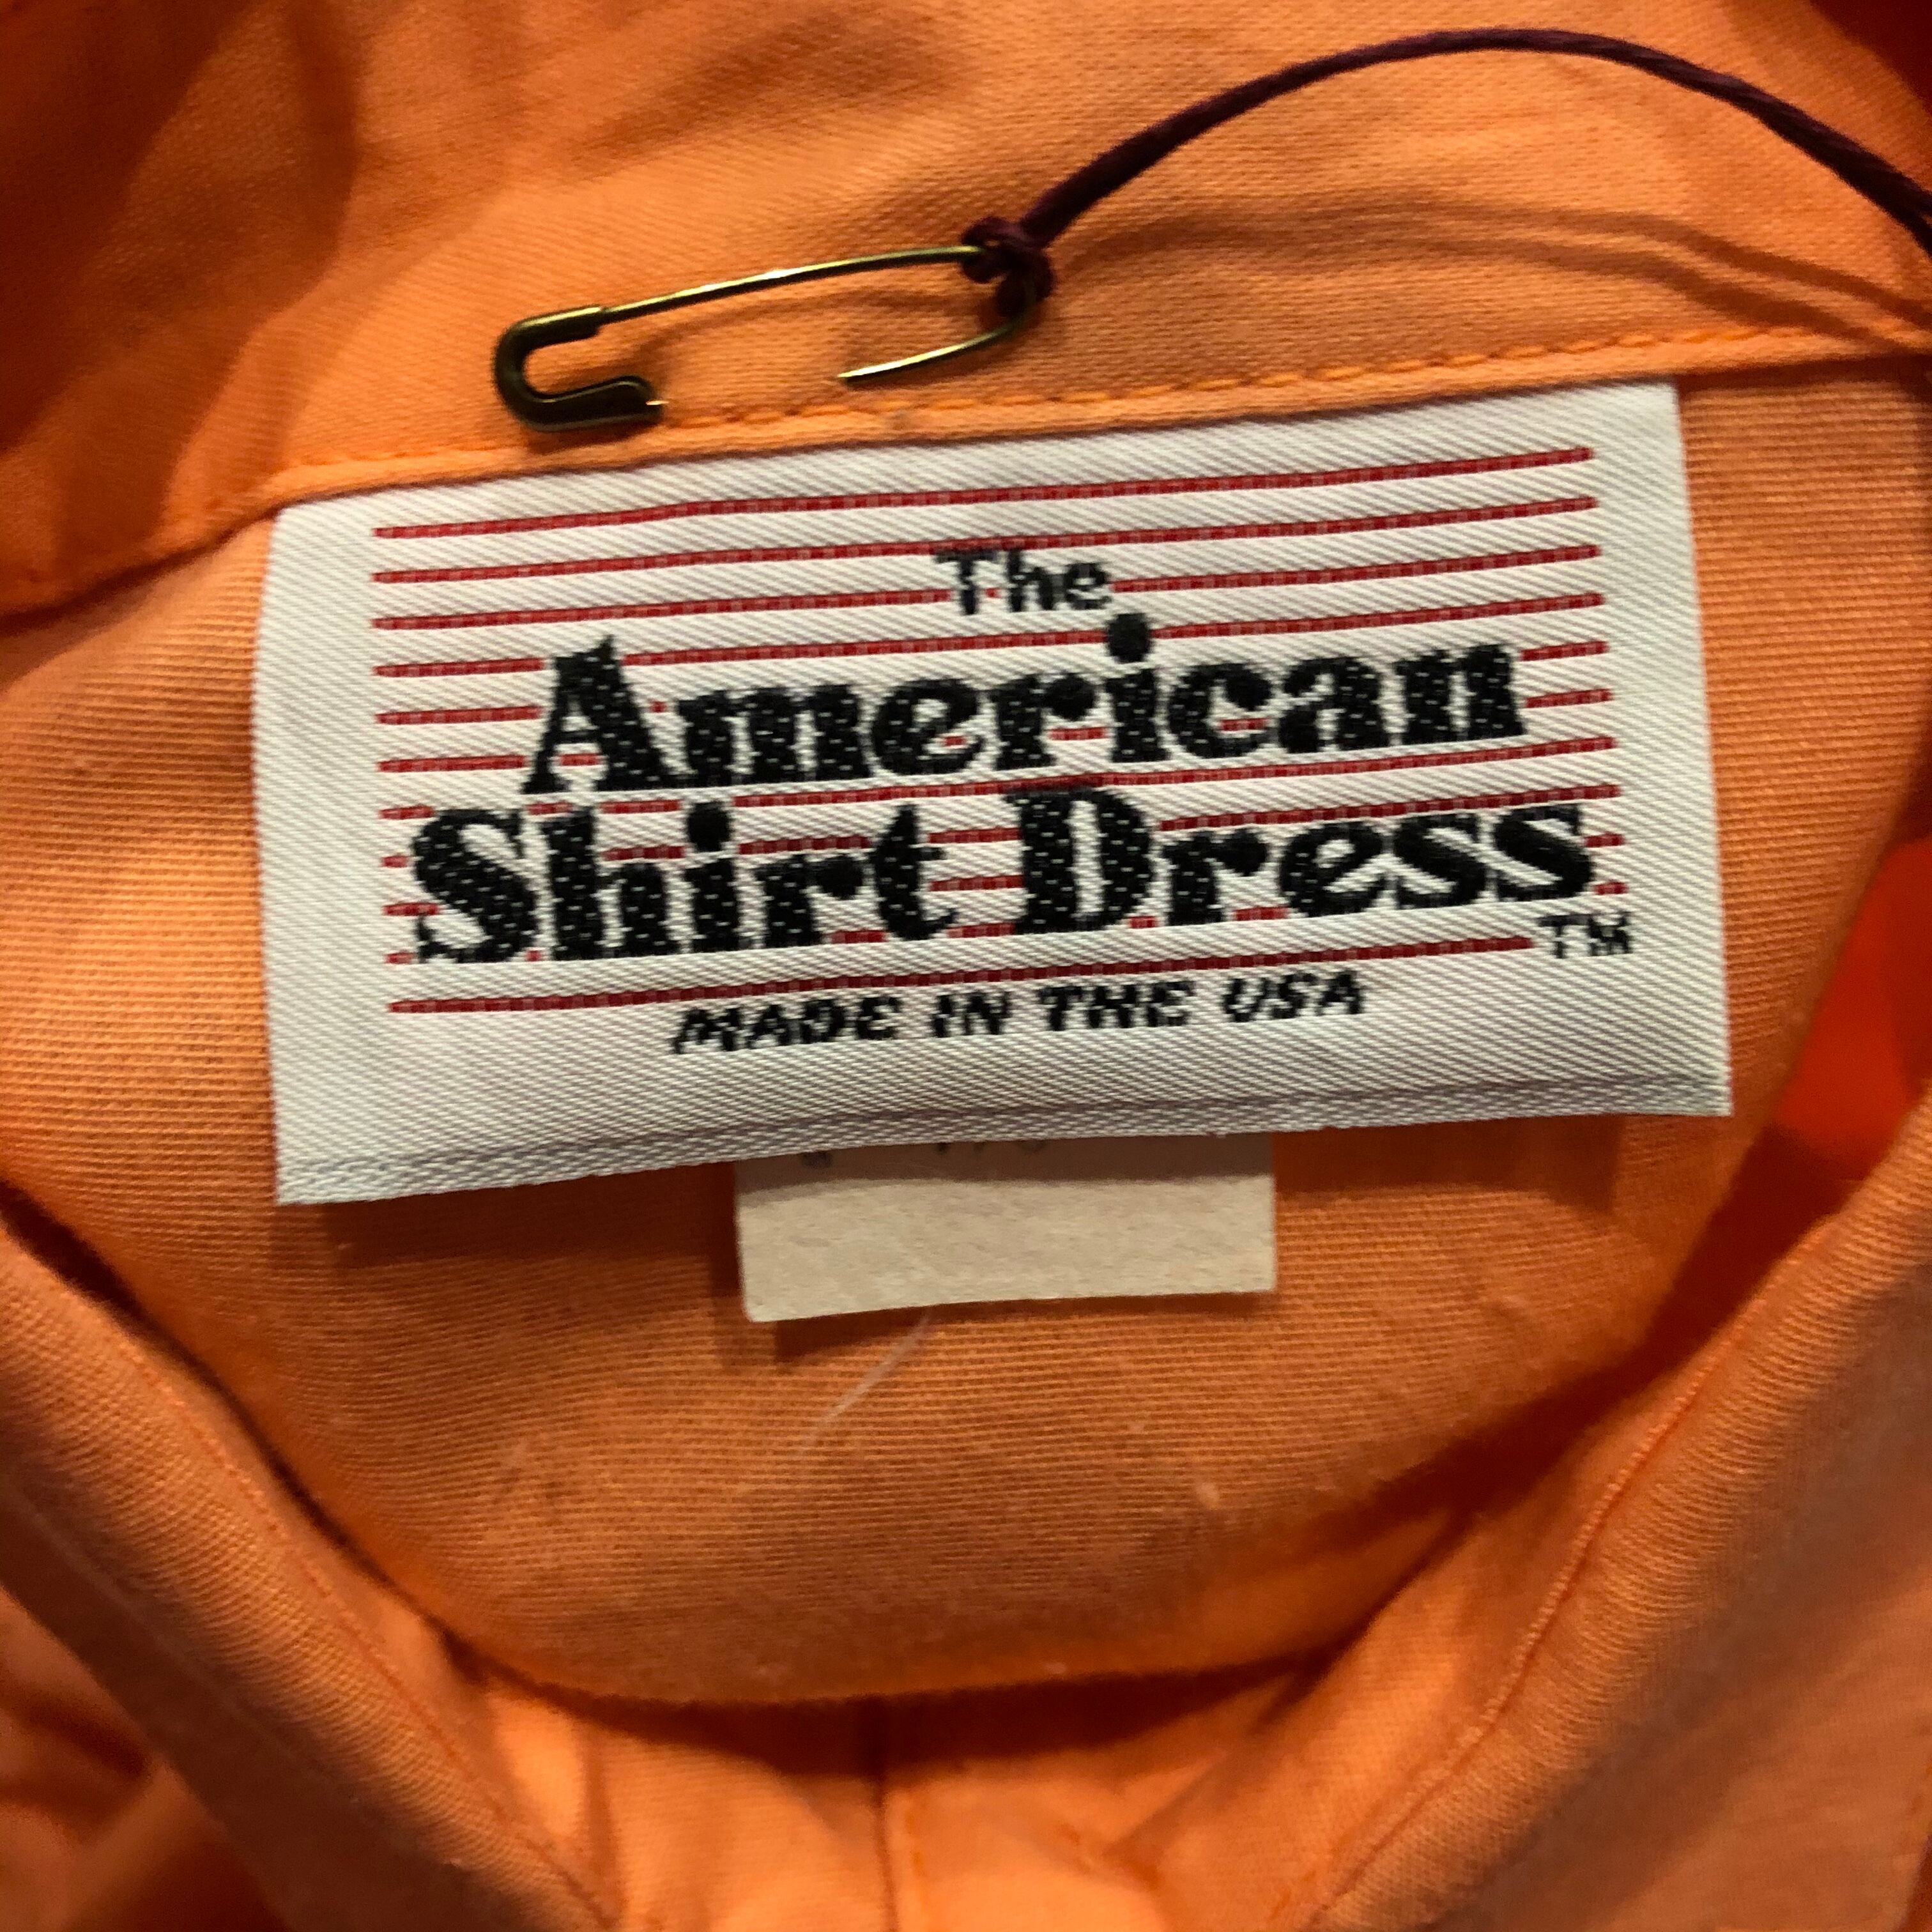 The
American
Shirt Dress
TM
MADE IN THE USA